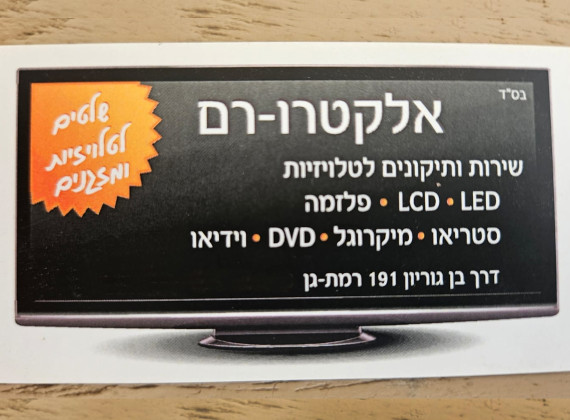 בס"ד
אלקטרו-רם
שלטים
לטלויזיות
ומזגנים
שירות ותיקונים לטלויזיות
LED • LCD • פלזמה
סטריאו • מיקרוגל • DVD • וידיאו
דרך בן גוריון 191 רמת-גן